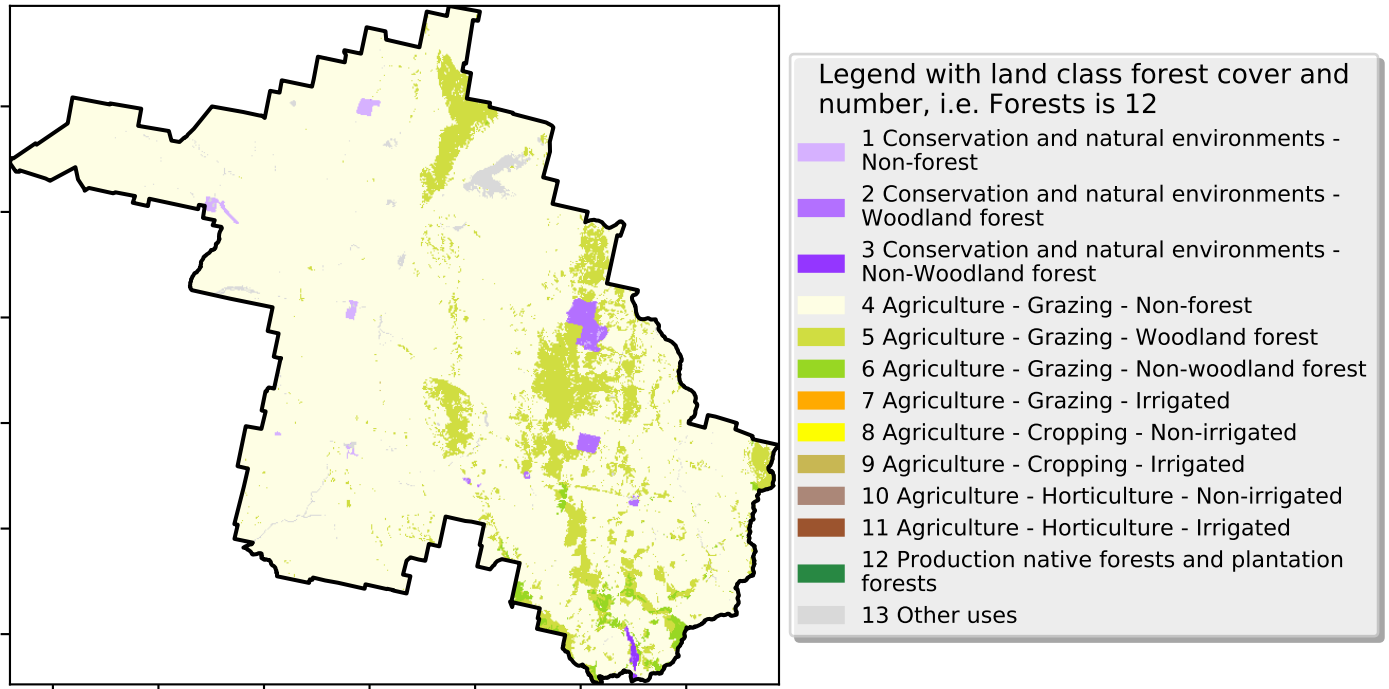 Legend with land class forest cover and
number, i.e. Forests is 12
1 Conservation and natural environments -
Non-forest
2 Conservation and natural environments -
Woodland forest
3 Conservation and natural environments -
Non-Woodland forest
4 Agriculture - Grazing - Non-forest
5 Agriculture - Grazing - Woodland forest
6 Agriculture - Grazing - Non-woodland forest
7 Agriculture - Grazing - Irrigated
8 Agriculture - Cropping - Non-irrigated
9 Agriculture - Cropping - Irrigated
10 Agriculture - Horticulture - Non-irrigated
11 Agriculture - Horticulture - Irrigated
12 Production native forests and plantation
forests
13 Other uses